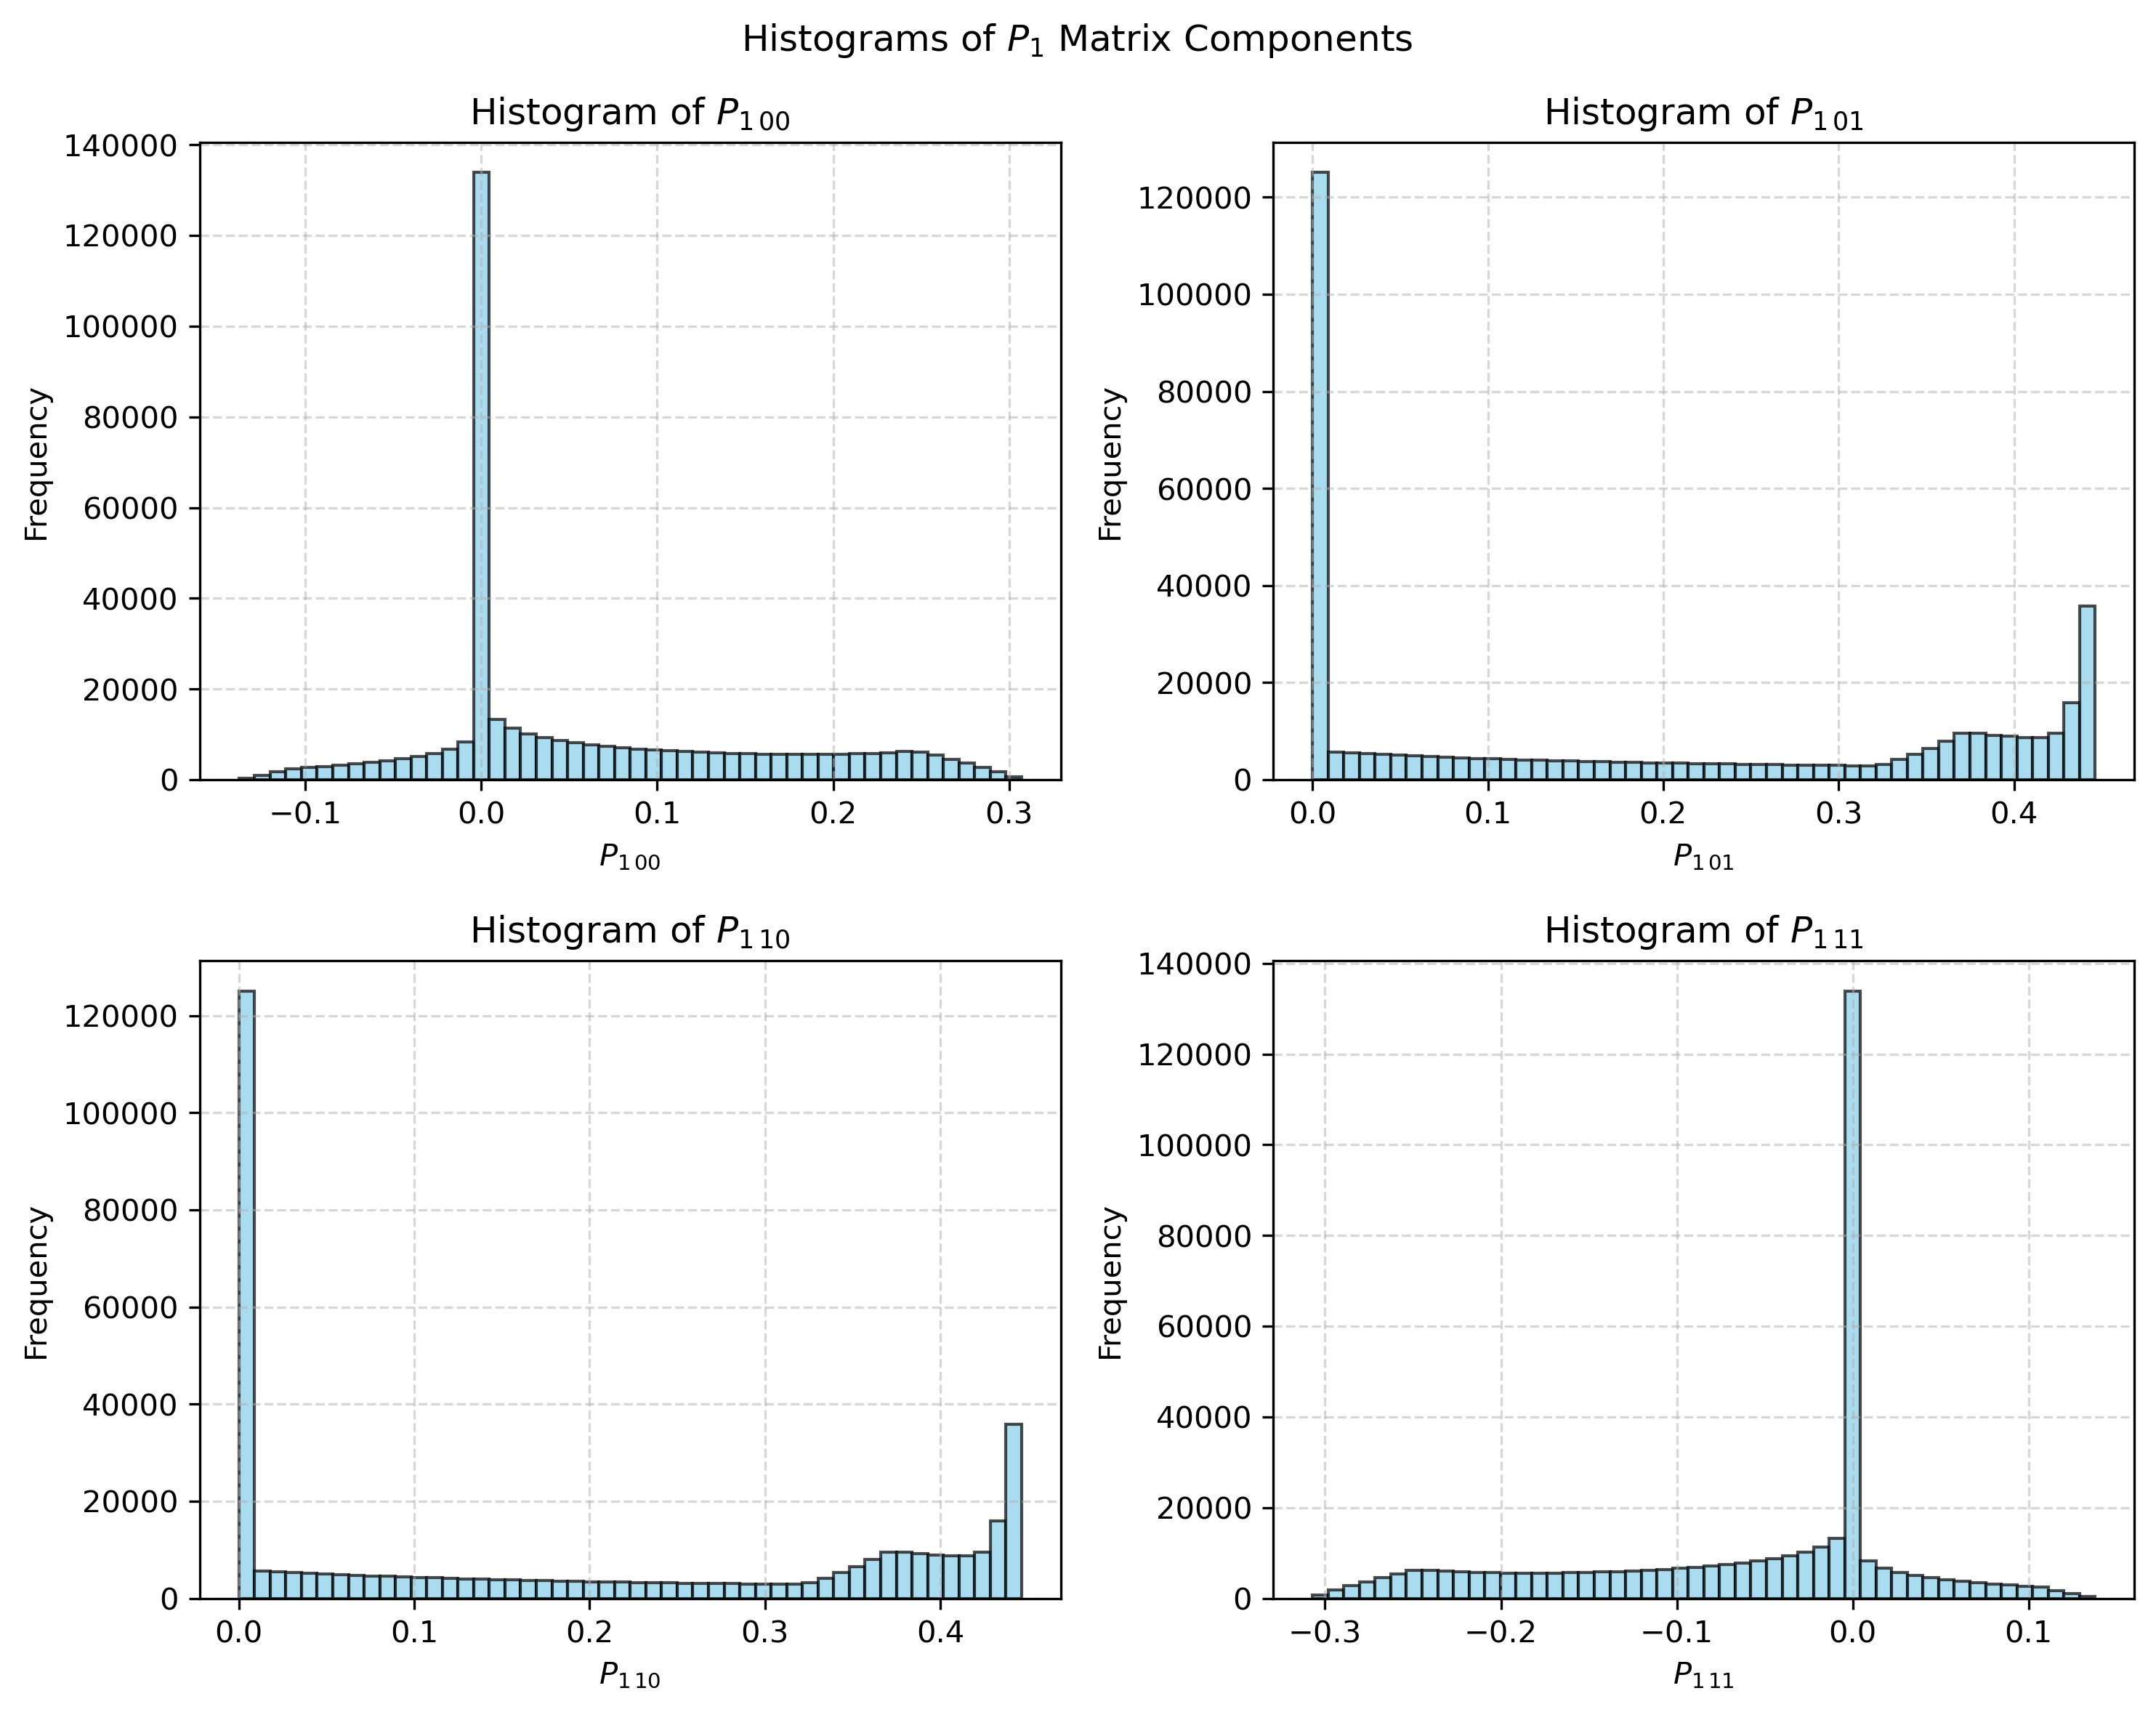 Histograms of P1 Matrix Components
Histogram of P1 00
140000
120000
100000
80000
60000
40000
20000
0
Frequency
−0.1 0.0 0.1 0.2 0.3
P1 00
Histogram of P1 01
120000
100000
80000
60000
40000
20000
0
Frequency
0.0 0.1 0.2 0.3 0.4
P1 01
Histogram of P1 10
120000
100000
80000
60000
40000
20000
0
Frequency
0.0 0.1 0.2 0.3 0.4
P1 10
Histogram of P1 11
140000
120000
100000
80000
60000
40000
20000
0
Frequency
−0.3 −0.2 −0.1 0.0 0.1
P1 11